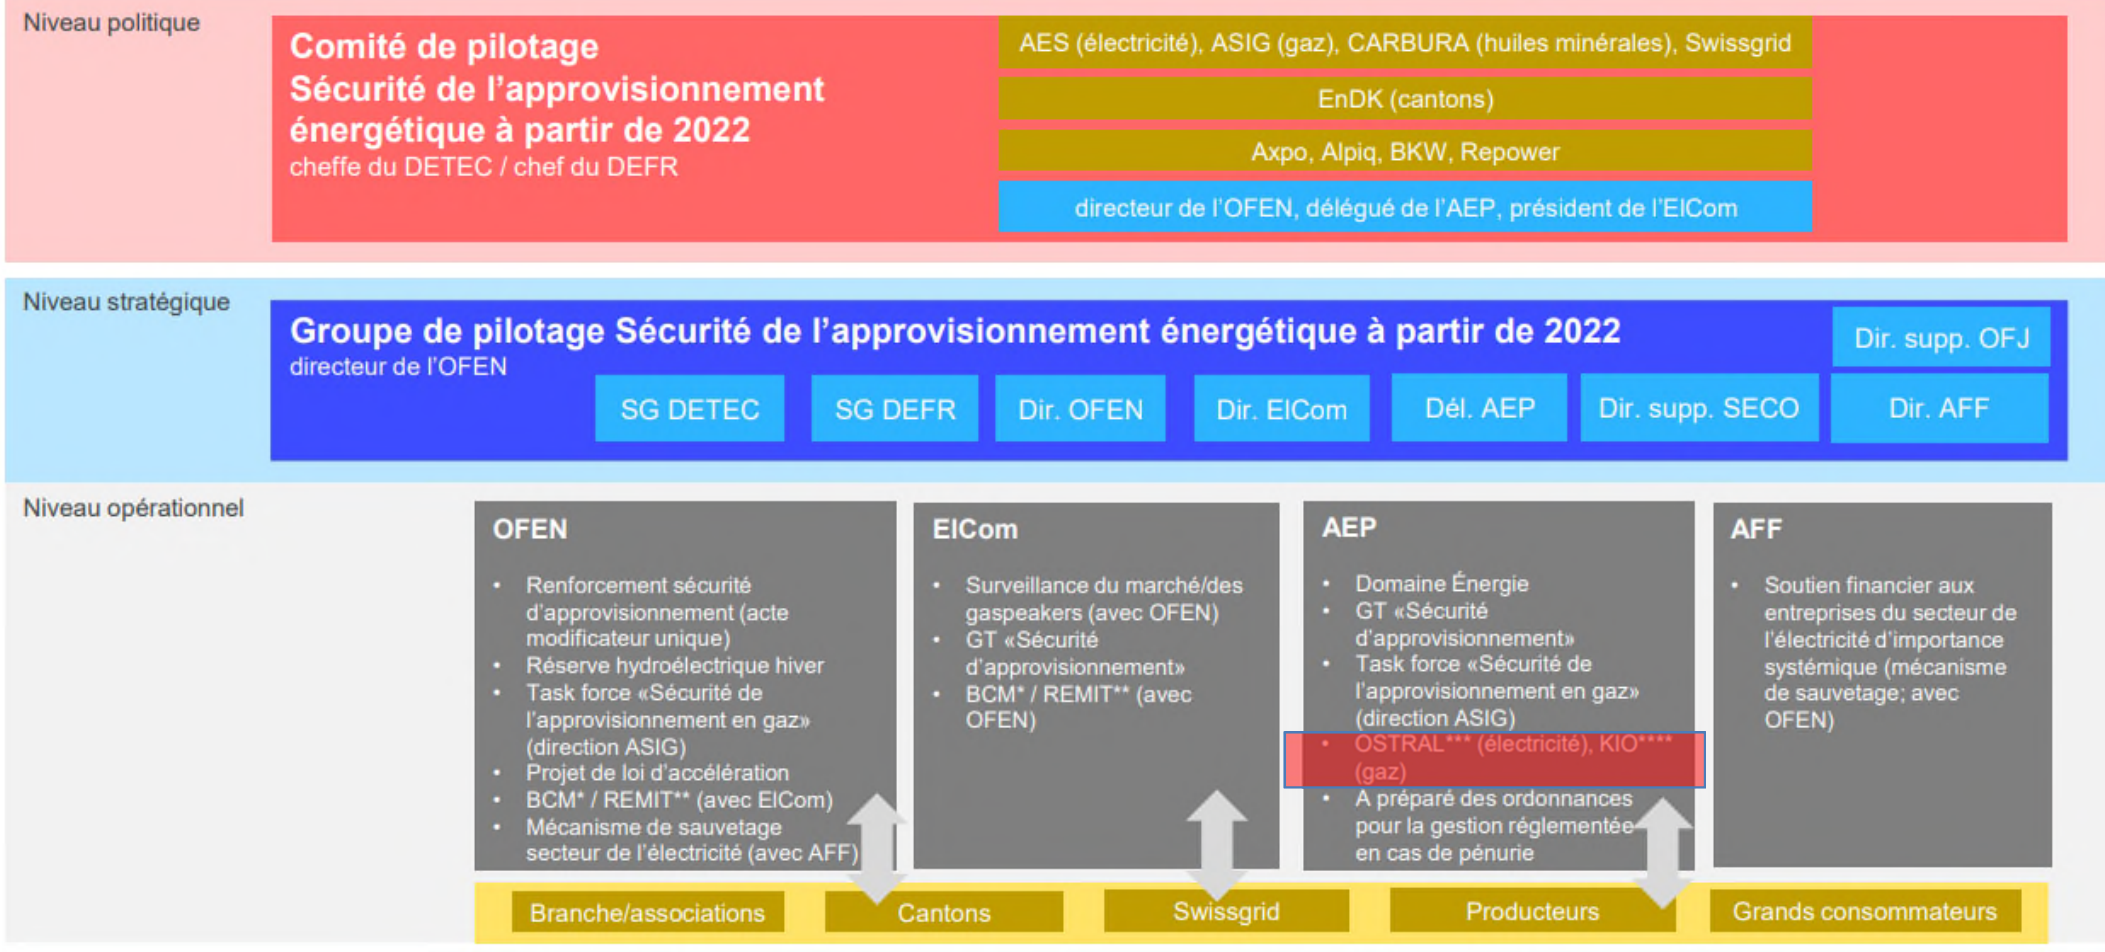 Niveau politique
Comité de pilotage
Sécurité de l'approvisionnement
énergétique à partir de 2022
cheffe du DETEC / chef du DEFR
AES (électricité), ASIG (gaz), CARBURA (huiles minérales), Swissgrid
EnDK (cantons)
Axpo, Alpiq, BKW, Repower
directeur de l'OFEN, délégué de l'AEP, président de l'ElCom
Niveau stratégique
Groupe de pilotage Sécurité de l'approvisionnement énergétique à partir de 2022
directeur de l'OFEN
Dir. supp. OFJ
SG DETEC
SG DEFR
Dir. OFEN
Dir. ElCom
Dél. AEP
Dir. supp. SECO
Dir. AFF
Niveau opérationnel
OFEN
• Renforcement sécurité
d'approvisionnement (acte
modificateur unique)
• Réserve hydroélectrique hiver
• Task force «Sécurité de
l'approvisionnement en gaz»
(direction ASIG)
• Projet de loi d'accélération
• BCM* / REMIT** (avec ElCom)
• Mécanisme de sauvetage
secteur de l'électricité (avec AFF)
ElCom
• Surveillance du marché/des
gaspeakers (avec OFEN)
• GT «Sécurité
d'approvisionnement»
• BCM* / REMIT** (avec
OFEN)
AEP
• Domaine Énergie
• GT «Sécurité
d'approvisionnement»
• Task force «Sécurité de
l'approvisionnement en gaz»
(direction ASIG)
• OSTRAL*** (électricité), KIO****
(gaz)
• A préparé des ordonnances
pour la gestion réglementée
en cas de pénurie
AFF
• Soutien financier aux
entreprises du secteur de
l'électricité d'importance
systémique (mécanisme
de sauvetage; avec
OFEN)
Branche/associations
Cantons
Swissgrid
Producteurs
Grands consommateurs